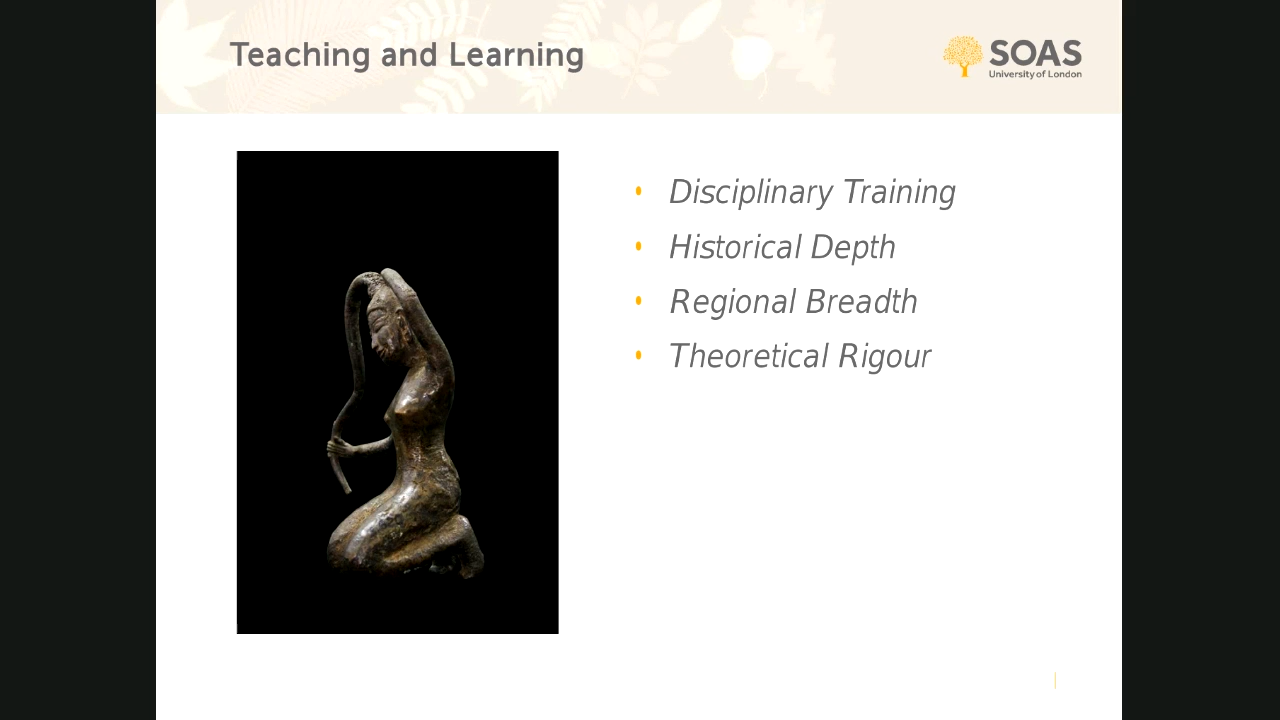 Teaching and Learning
SOAS
University of London
Disciplinary Training
Historical Depth
Regional Breadth
Theoretical Rigour